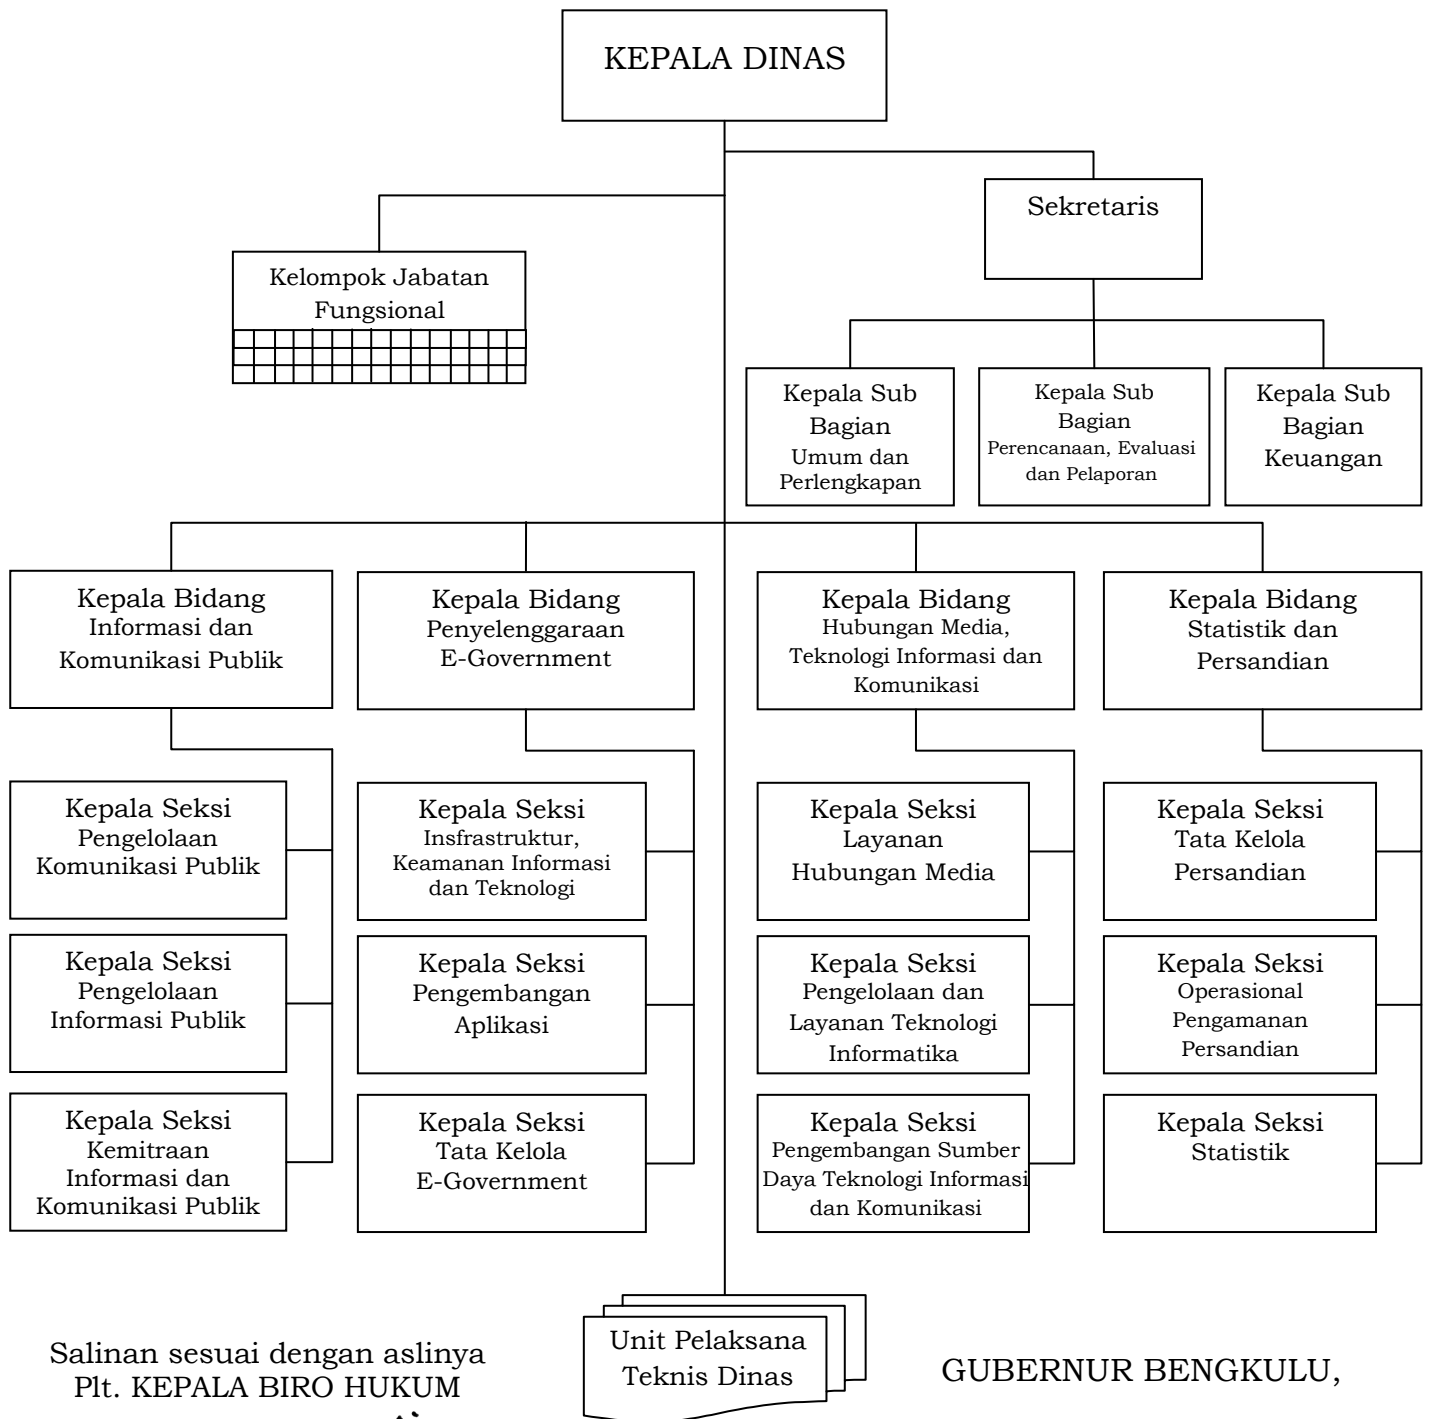 KEPALA DINAS
Sekretaris
Kelompok Jabatan
Fungsional
Kepala Sub
Bagian
Umum dan
Perlengkapan
Kepala Sub
Bagian
Perencanaan, Evaluasi
dan Pelaporan
Kepala Sub
Bagian
Keuangan
Kepala Bidang
Informasi dan
Komunikasi Publik
Kepala Bidang
Penyelenggaraan
E-Government
Kepala Bidang
Hubungan Media,
Teknologi Informasi dan
Komunikasi
Kepala Bidang
Statistik dan
Persandian
Kepala Seksi
Pengelolaan
Komunikasi Publik
Kepala Seksi
Insfrastruktur,
Keamanan Informasi
dan Teknologi
Kepala Seksi
Layanan
Hubungan Media
Kepala Seksi
Tata Kelola
Persandian
Kepala Seksi
Pengelolaan
Informasi Publik
Kepala Seksi
Pengembangan
Aplikasi
Kepala Seksi
Pengelolaan dan
Layanan Teknologi
Informatika
Kepala Seksi
Operasional
Pengamanan
Persandian
Kepala Seksi
Kemitraan
Informasi dan
Komunikasi Publik
Kepala Seksi
Tata Kelola
E-Government
Kepala Seksi
Pengembangan Sumber
Daya Teknologi Informasi
dan Komunikasi
Kepala Seksi
Statistik
Unit Pelaksana
Teknis Dinas
Salinan sesuai dengan aslinya
Plt. KEPALA BIRO HUKUM
GUBERNUR BENGKULU,